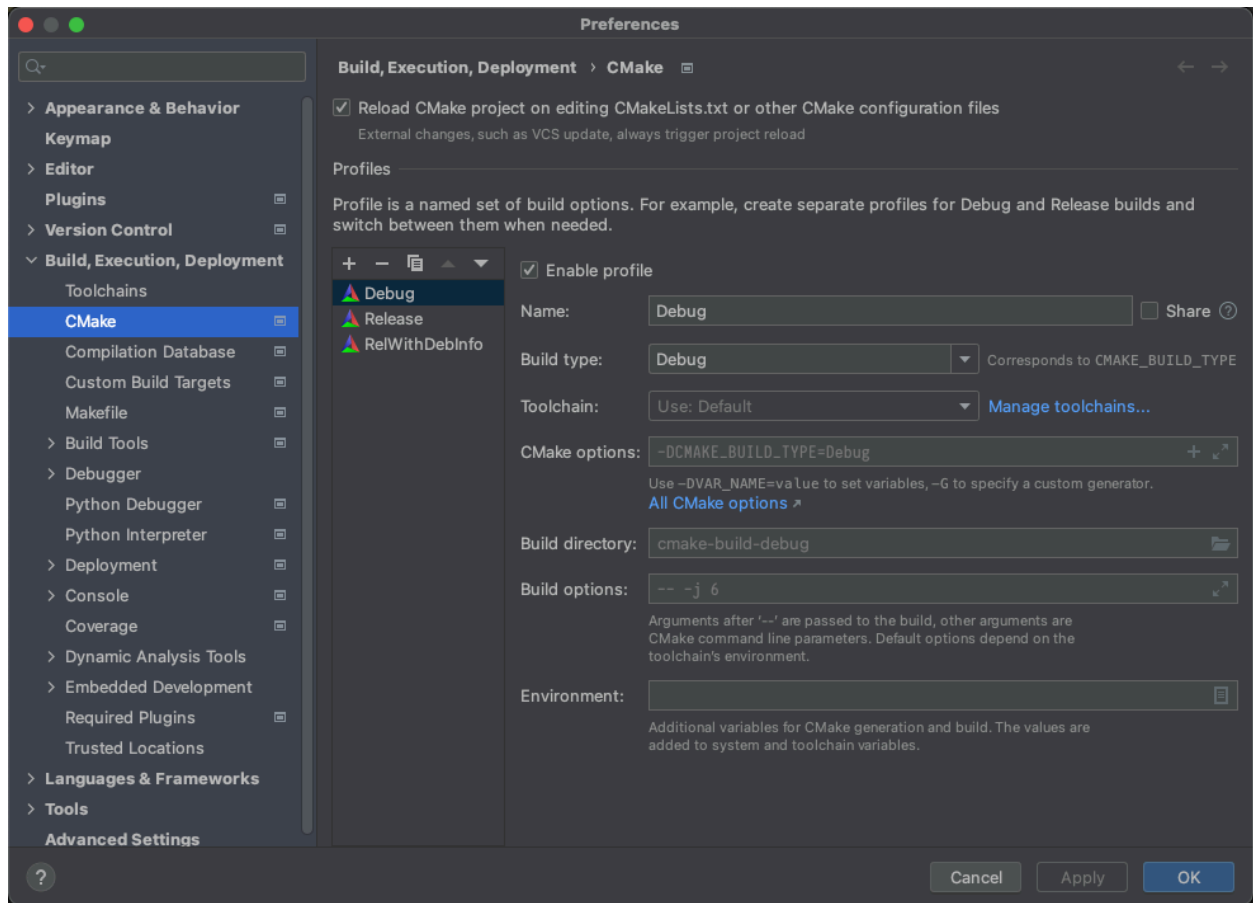 Preferences
Appearance & Behavior
Keymap
Editor
Plugins
Version Control
Build, Execution, Deployment
Toolchains
CMake
Compilation Database
Custom Build Targets
Makefile
Build Tools
Debugger
Python Debugger
Python Interpreter
Deployment
Console
Coverage
Dynamic Analysis Tools
Embedded Development
Required Plugins
Trusted Locations
Languages & Frameworks
Tools
Advanced Settings
Build, Execution, Deployment › CMake
Reload CMake project on editing CMakeLists.txt or other CMake configuration files
External changes, such as VCS update, always trigger project reload
Profiles
Profile is a named set of build options. For example, create separate profiles for Debug and Release builds and
switch between them when needed.
Debug
Release
RelWithDebInfo
Enable profile
Name: Debug Share ?
Build type: Debug Corresponds to CMAKE_BUILD_TYPE
Toolchain: Use: Default Manage toolchains...
CMake options: -DCMAKE_BUILD_TYPE=Debug
Use -DVAR_NAME=value to set variables, -G to specify a custom generator.
All CMake options ↗
Build directory: cmake-build-debug
Build options: -- -j 6
Arguments after '--' are passed to the build, other arguments are
CMake command line parameters. Default options depend on the
toolchain's environment.
Environment:
Additional variables for CMake generation and build. The values are
added to system and toolchain variables.
? Cancel Apply OK